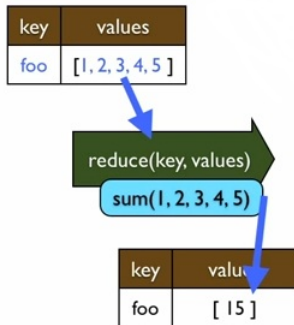 key values
foo [1, 2, 3, 4, 5 ]
reduce(key, values)
sum(1, 2, 3, 4, 5)
key valu
foo [ 15 ]